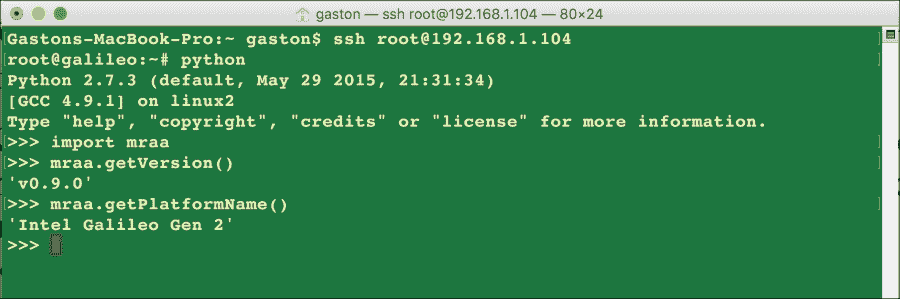 gaston — ssh root@192.168.1.104 — 80×24
Gastons-MacBook-Pro:~ gaston$ ssh root@192.168.1.104
root@galileo:~# python
Python 2.7.3 (default, May 29 2015, 21:31:34)
[GCC 4.9.1] on linux2
Type "help", "copyright", "credits" or "license" for more information.
>>> import mraa
>>> mraa.getVersion()
'v0.9.0'
>>> mraa.getPlatformName()
'Intel Galileo Gen 2'
>>>